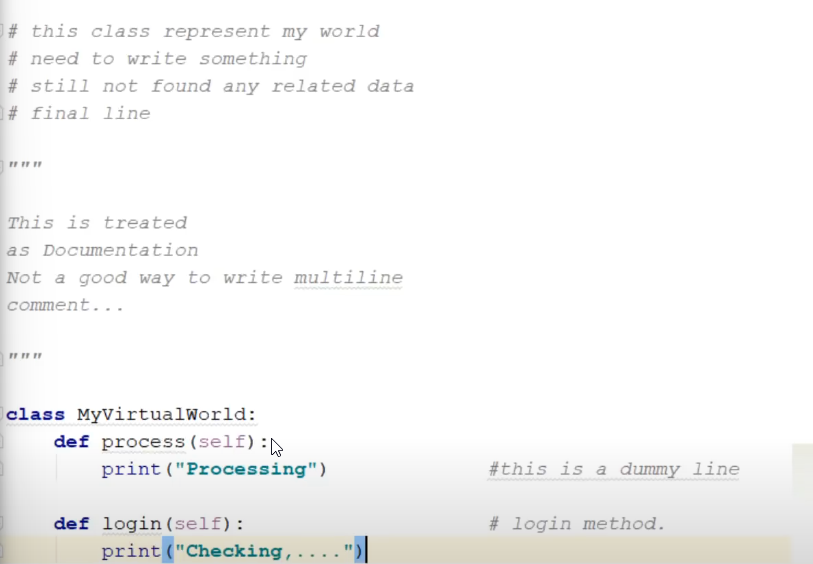 # this class represent my world
# need to write something
# still not found any related data
# final line
"""
This is treated
as Documentation
Not a good way to write multiline
comment...
"""
class MyVirtualWorld:
    def process(self):
        print("Processing")                #this is a dummy line
    def login(self):                       # login method.
        print("Checking,....")